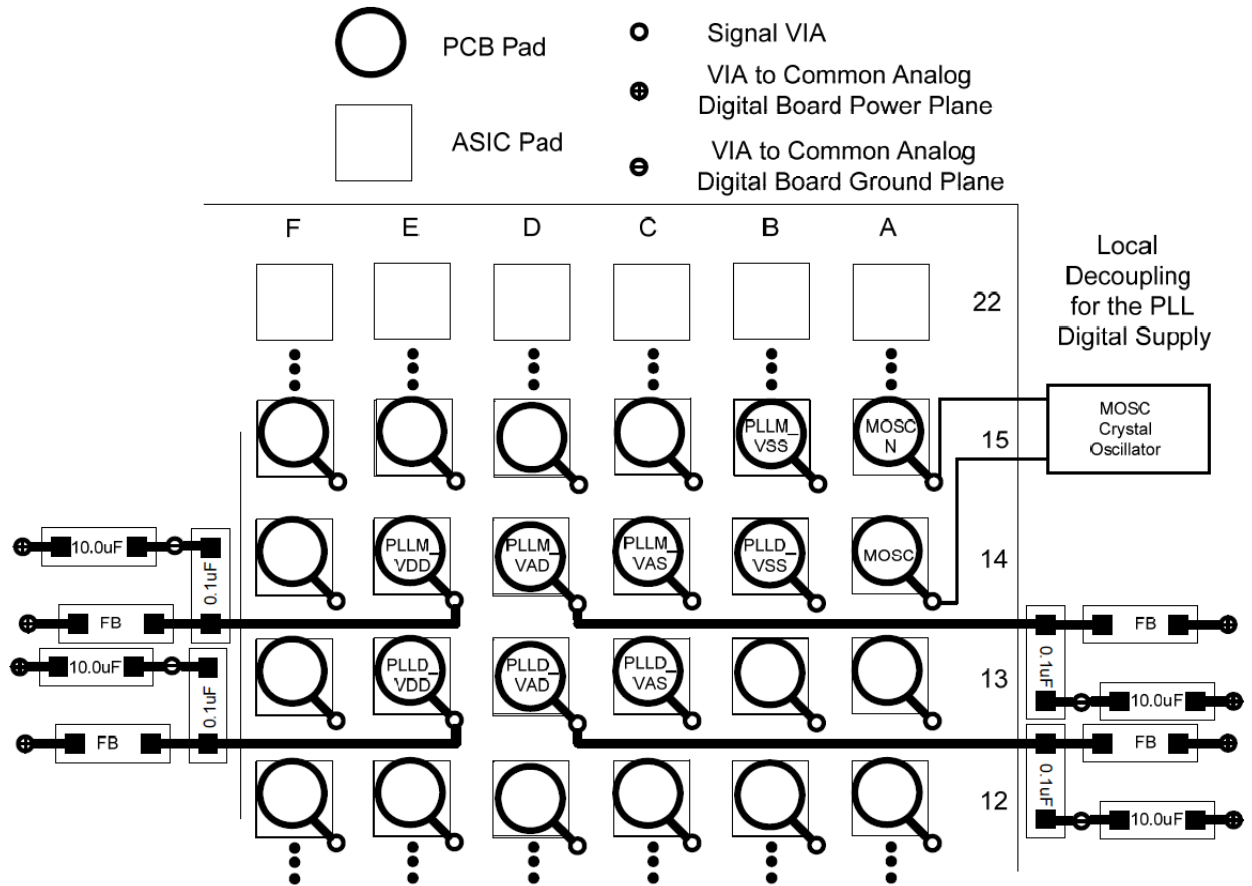 PCB Pad
Signal VIA
VIA to Common Analog
Digital Board Power Plane
ASIC Pad
VIA to Common Analog
Digital Board Ground Plane
F E D C B A
Local
Decoupling
for the PLL
Digital Supply
22
PLLM_
VSS
MOSC
N
15
MOSC
Crystal
Oscillator
10.0uF
0.1uF
PLLM_
VDD
PLLM_
VAD
PLLM_
VAS
PLLD_
VSS
MOSC
14
FB
FB
10.0uF
0.1uF
PLLD_
VDD
PLLD_
VAD
PLLD_
VAS
13
0.1uF
10.0uF
FB
FB
12
0.1uF
10.0uF